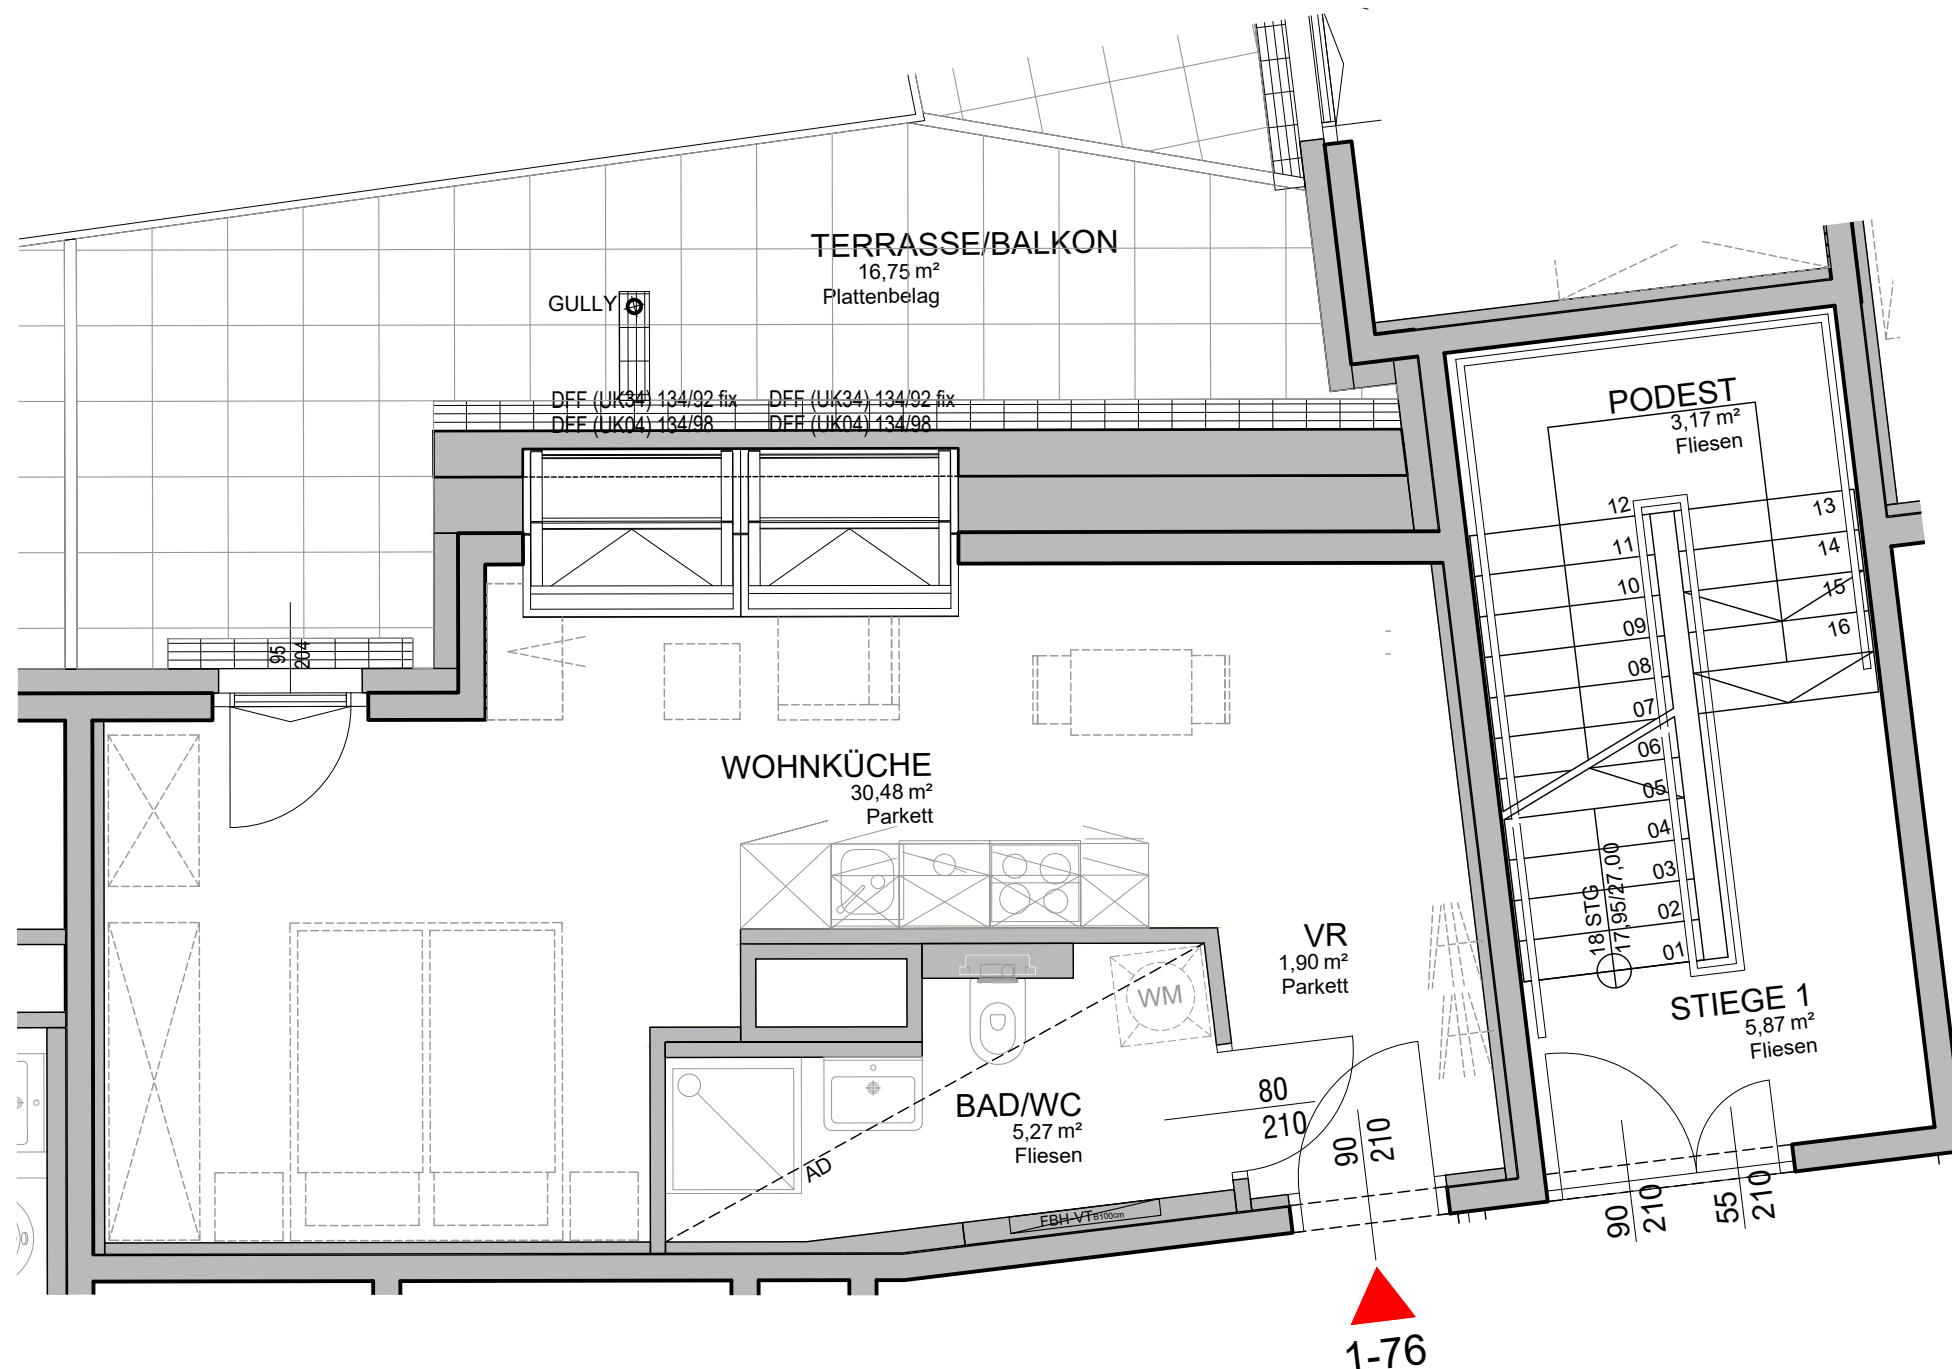 TERRASSE/BALKON
16,75 m²
Plattenbelag
GULLY
DFF (UK34) 134/92 fix
DFF (UK04) 134/98
DFF (UK34) 134/92 fix
DFF (UK04) 134/98
PODEST
3,17 m²
Fliesen
12
11
10
09
08
07
06
05
04
03
02
01
13
14
15
16
18 STG
17,95/27,00
95
204
WOHNKÜCHE
30,48 m²
Parkett
VR
1,90 m²
Parkett
WM
STIEGE 1
5,87 m²
Fliesen
BAD/WC
5,27 m²
Fliesen
AD
80
210
90
210
FBH-VT B100cm
90
210
55
210
1-76